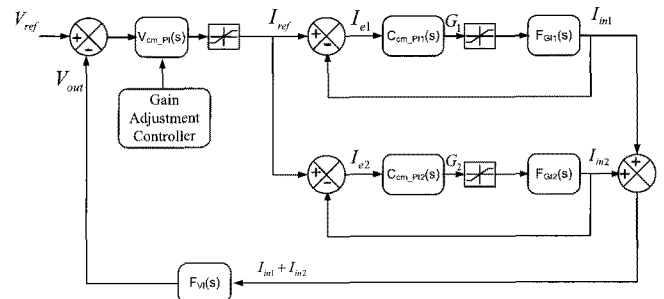 V_ref
+
-
V_cm_PI(s)
I_ref
+
-
I_e1
C_cm_PI1(s)
G_1
F_GI1(s)
I_in1
V_out
Gain
Adjustment
Controller
+
-
I_e2
C_cm_PI2(s)
G_2
F_GI2(s)
I_in2
+
+
F_VI(s)
I_in1 + I_in2